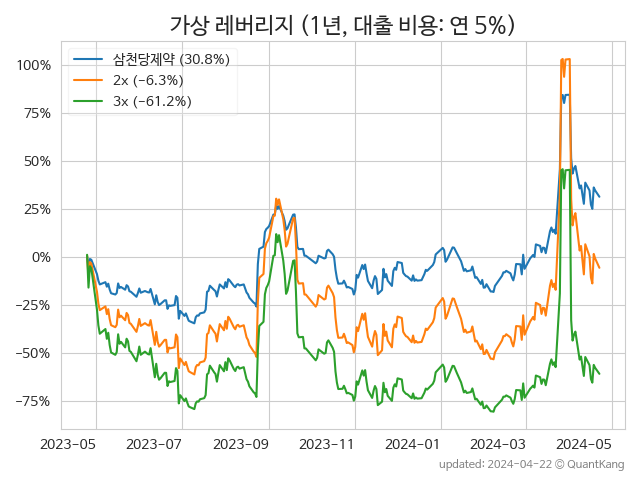 가상 레버리지 (1년, 대출 비용: 연 5%)
삼천당제약 (30.8%)
2x (-6.3%)
3x (-61.2%)
100%
75%
50%
25%
0%
−25%
−50%
−75%
2023-05 2023-07 2023-09 2023-11 2024-01 2024-03 2024-05
updated: 2024-04-22 © QuantKang